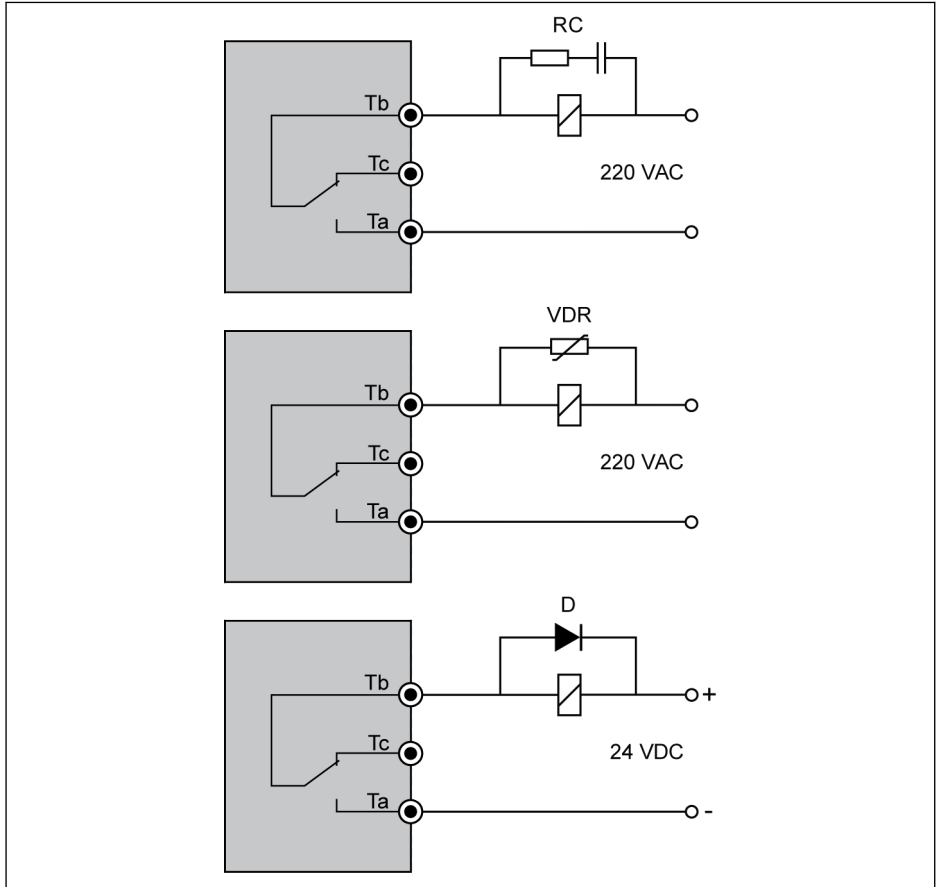 RC
Tb
Tc
220 VAC
Ta
VDR
Tb
Tc
220 VAC
Ta
D
Tb
+
Tc
24 VDC
Ta
-